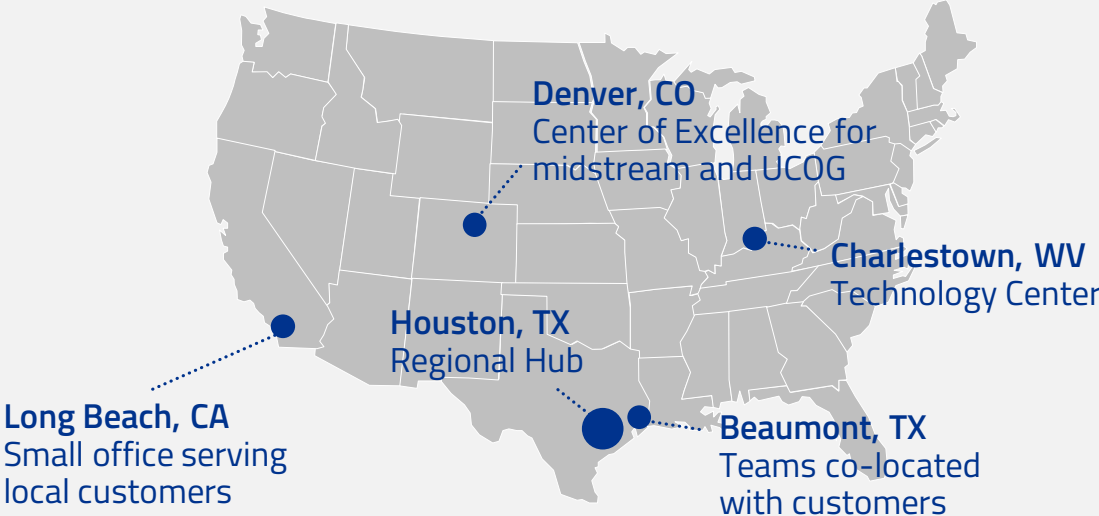 Denver, CO
Center of Excellence for
midstream and UCOG
Charlestown, WV
Technology Center
Houston, TX
Regional Hub
Long Beach, CA
Small office serving
local customers
Beaumont, TX
Teams co-located
with customers